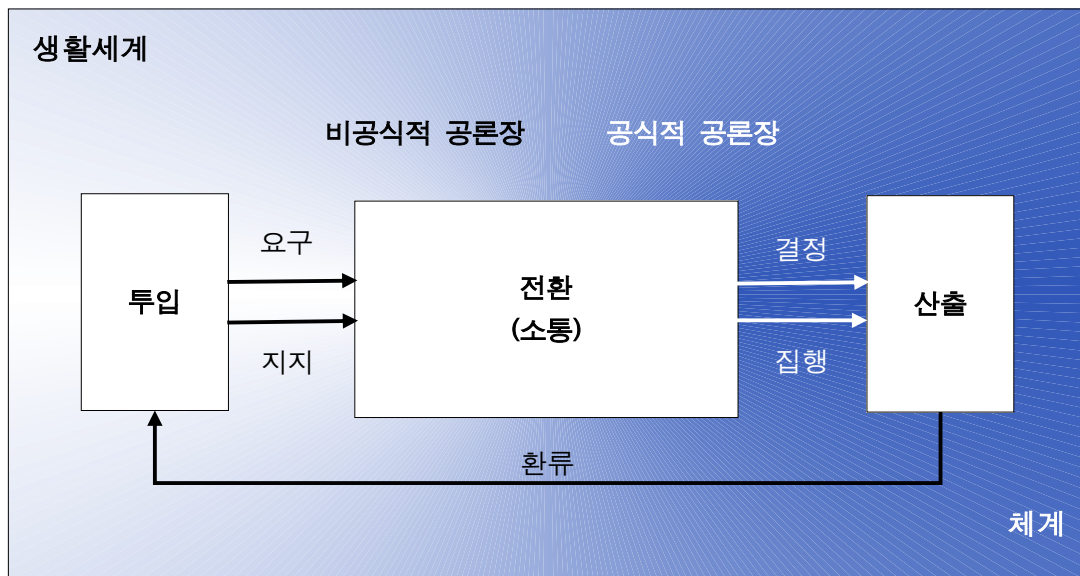 생활세계
비공식적 공론장
공식적 공론장
요구
결정
투입
전환
(소통)
산출
지지
집행
환류
체계